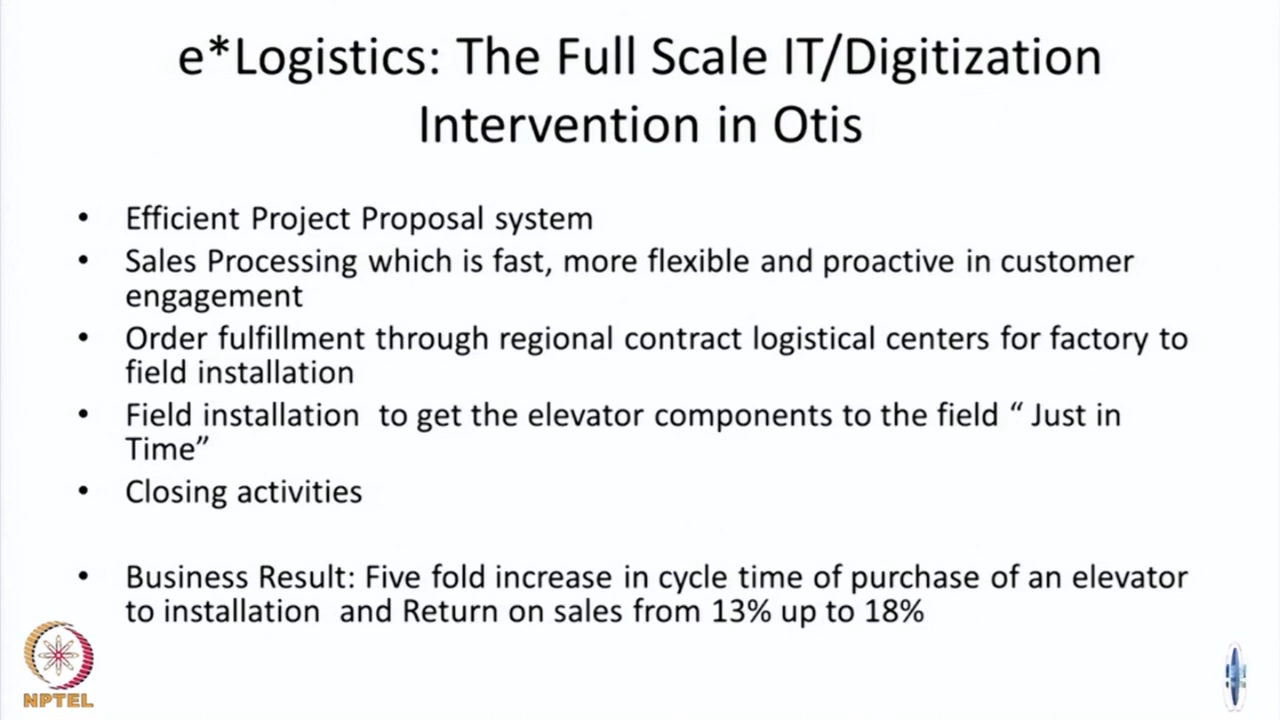 e*Logistics: The Full Scale IT/Digitization
Intervention in Otis
• Efficient Project Proposal system
• Sales Processing which is fast, more flexible and proactive in customer
engagement
• Order fulfillment through regional contract logistical centers for factory to
field installation
• Field installation  to get the elevator components to the field “ Just in
Time”
• Closing activities
• Business Result: Five fold increase in cycle time of purchase of an elevator
to installation  and Return on sales from 13% up to 18%
NPTEL